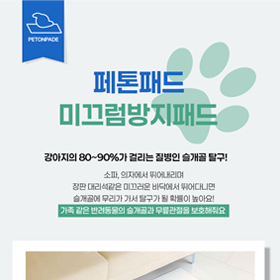 PETONPADE
페톤패드
미끄럼방지패드
강아지의 80~90%가 걸리는 질병인 슬개골 탈구!
소파, 의자에서 뛰어내리며
장판 대리석같은 미끄러운 바닥에서 뛰어다니면
슬개골에 무리가 가서 탈구가 될 확률이 높아요!
가족 같은 반려동물의 슬개골과 무릎관절을 보호해줘요